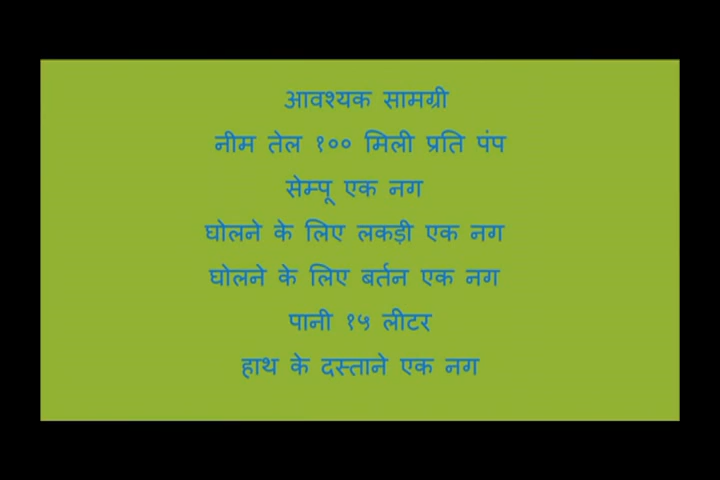 आवश्यक सामग्री
नीम तेल १०० मिली प्रति पंप
सेम्पू एक नग
घोलने के लिए लकड़ी एक नग
घोलने के लिए बर्तन एक नग
पानी १५ लीटर
हाथ के दस्ताने एक नग